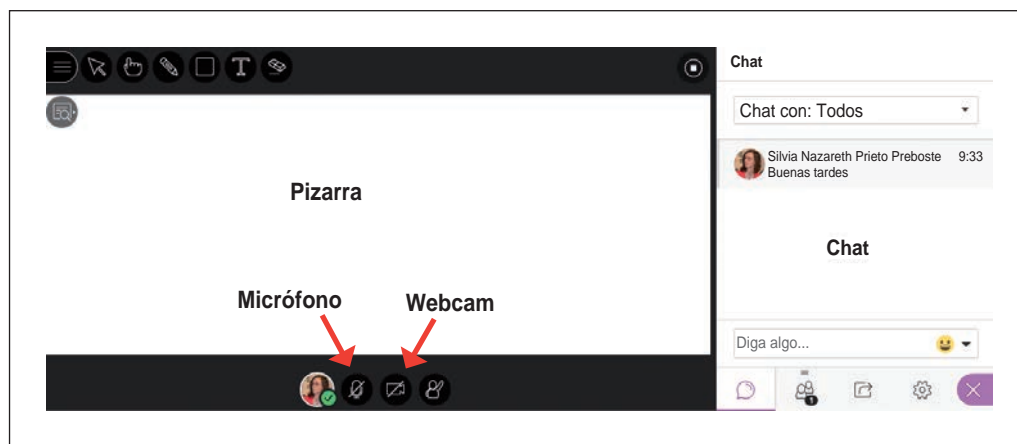 T
Chat
Chat con: Todos
Silvia Nazareth Prieto Preboste 9:33
Buenas tardes
Pizarra
Chat
Micrófono
Webcam
Diga algo...
1